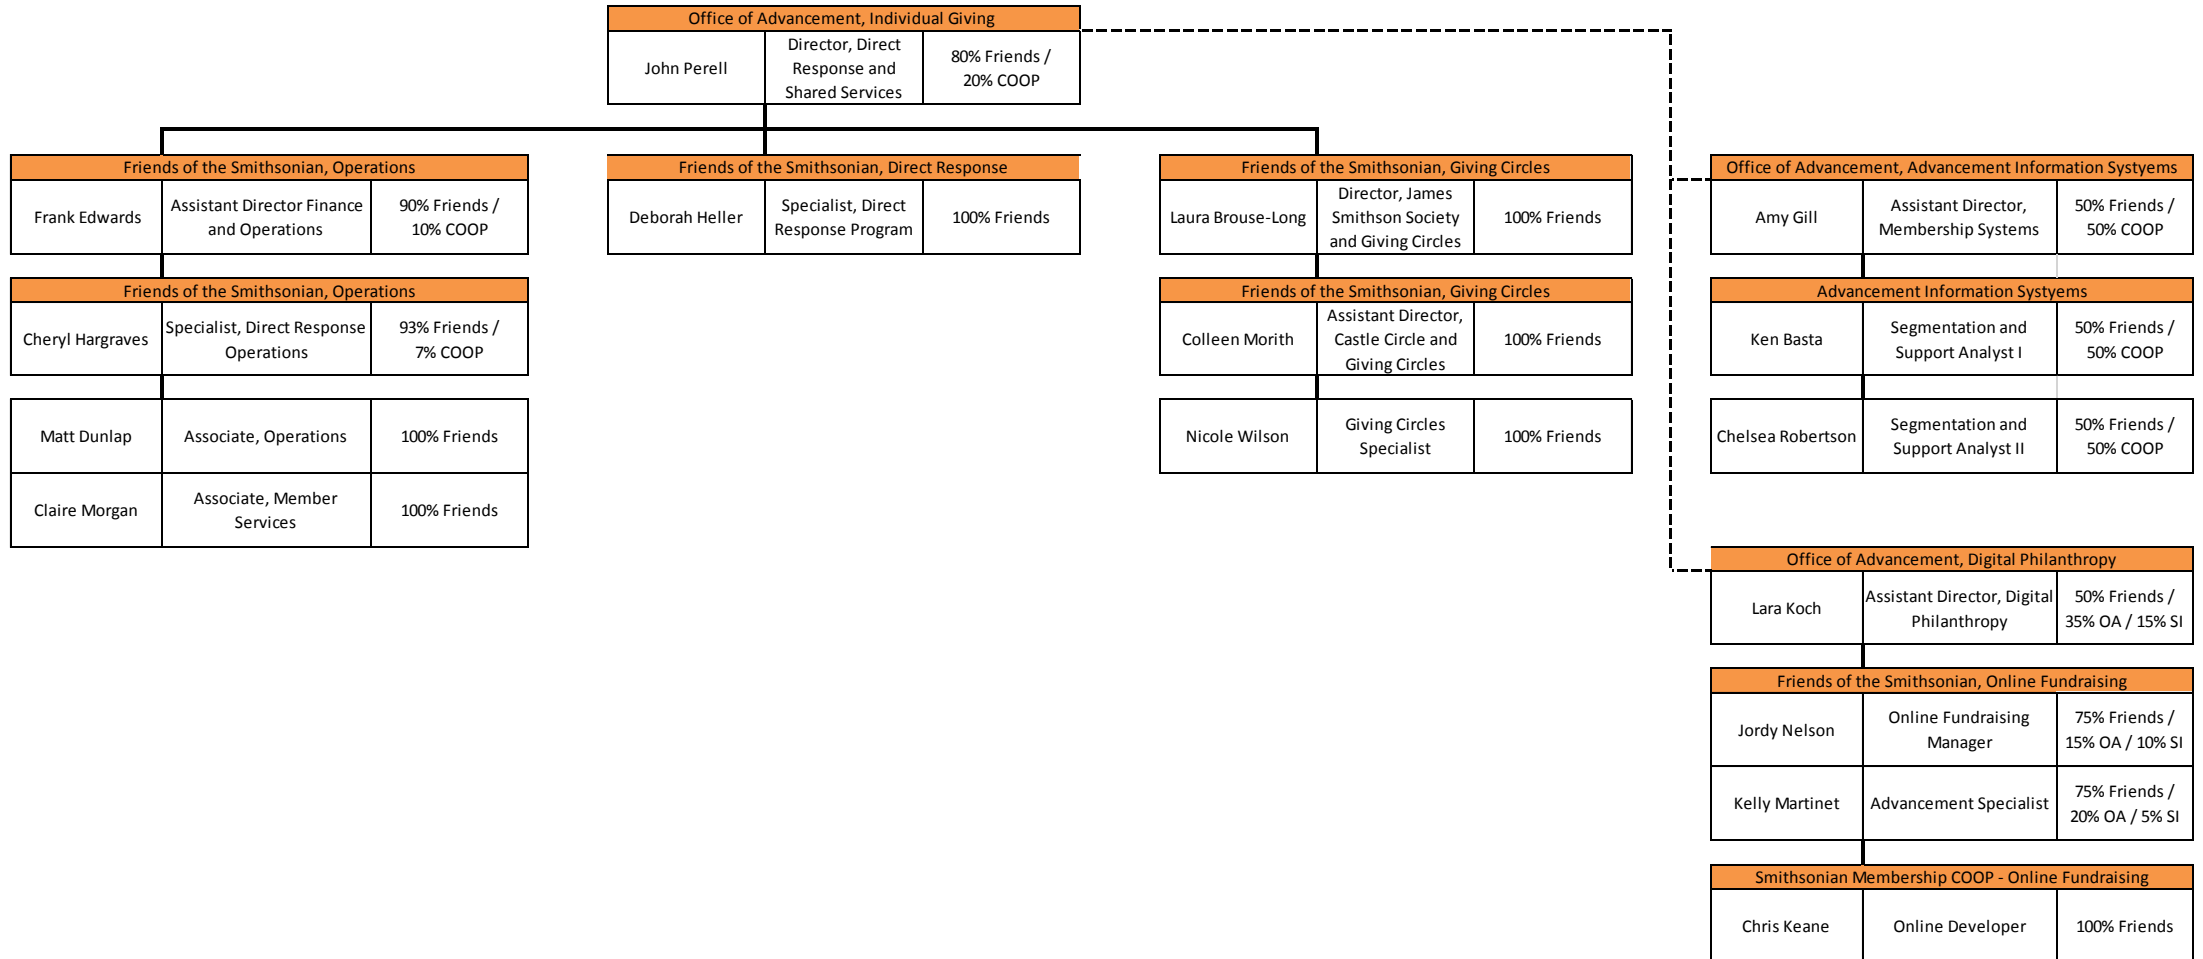 Office of Advancement, Individual Giving
John Perell
Director, Direct
Response and
Shared Services
80% Friends /
20% COOP
Friends of the Smithsonian, Operations
Frank Edwards
Assistant Director Finance
and Operations
90% Friends /
10% COOP
Friends of the Smithsonian, Operations
Cheryl Hargraves
Specialist, Direct Response
Operations
93% Friends /
7% COOP
Matt Dunlap
Associate, Operations
100% Friends
Claire Morgan
Associate, Member
Services
100% Friends
Friends of the Smithsonian, Direct Response
Deborah Heller
Specialist, Direct
Response Program
100% Friends
Friends of the Smithsonian, Giving Circles
Laura Brouse-Long
Director, James
Smithson Society
and Giving Circles
100% Friends
Friends of the Smithsonian, Giving Circles
Colleen Morith
Assistant Director,
Castle Circle and
Giving Circles
100% Friends
Nicole Wilson
Giving Circles
Specialist
100% Friends
Office of Advancement, Advancement Information Systyems
Amy Gill
Assistant Director,
Membership Systems
50% Friends /
50% COOP
Advancement Information Systyems
Ken Basta
Segmentation and
Support Analyst I
50% Friends /
50% COOP
Chelsea Robertson
Segmentation and
Support Analyst II
50% Friends /
50% COOP
Office of Advancement, Digital Philanthropy
Lara Koch
Assistant Director, Digital
Philanthropy
50% Friends /
35% OA / 15% SI
Friends of the Smithsonian, Online Fundraising
Jordy Nelson
Online Fundraising
Manager
75% Friends /
15% OA / 10% SI
Kelly Martinet
Advancement Specialist
75% Friends /
20% OA / 5% SI
Smithsonian Membership COOP - Online Fundraising
Chris Keane
Online Developer
100% Friends